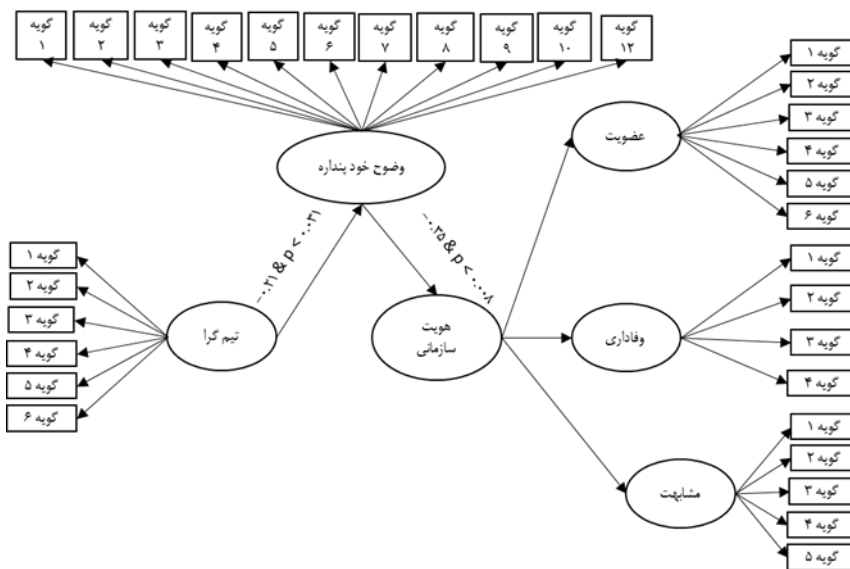 گویه
۱
گویه
۲
گویه
۳
گویه
۴
گویه
۵
گویه
۶
گویه
۷
گویه
۸
گویه
۹
گویه
۱۰
گویه
۱۲
وضوح خود پنداره
-۰.۲۱ & p < ۰.۰۳۱
-۰.۳۵ & p < ۰.۰۰۸
تیم گرا
گویه ۱
گویه ۲
گویه ۳
گویه ۴
گویه ۵
گویه ۶
هویت
سازمانی
عضویت
گویه ۱
گویه ۲
گویه ۳
گویه ۴
گویه ۵
گویه ۶
وفاداری
گویه ۱
گویه ۲
گویه ۳
گویه ۴
مشابهت
گویه ۱
گویه ۲
گویه ۳
گویه ۴
گویه ۵